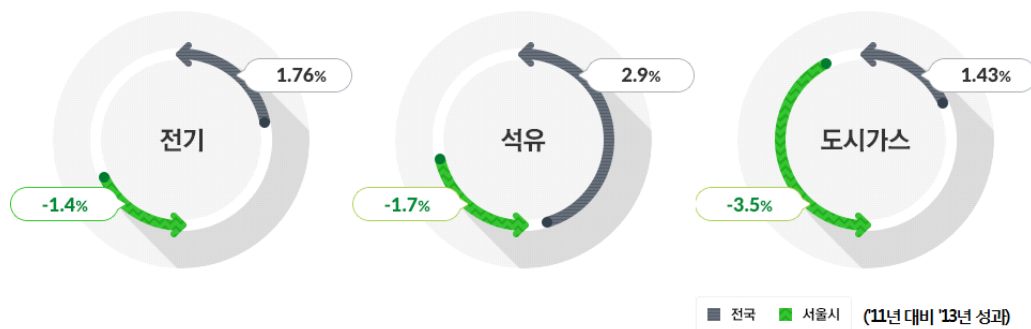 전기
1.76%
-1.4%
석유
2.9%
-1.7%
도시가스
1.43%
-3.5%
전국 서울시 ('11년 대비 '13년 성과)